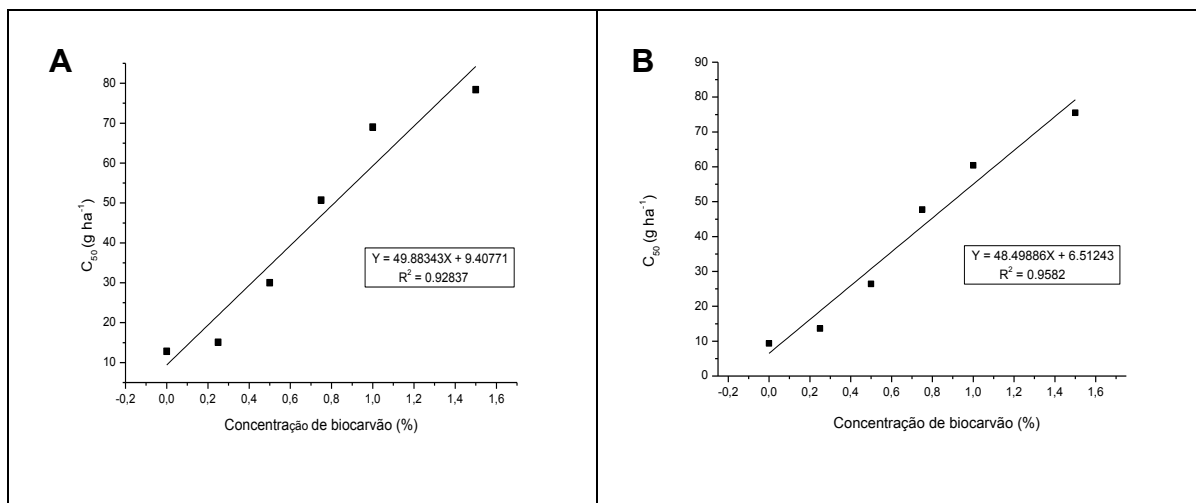 A
80
70
60
50
40
30
20
10
C50 (g ha-1)
Y = 49.88343X + 9.40771
R2 = 0.92837
-0,2 0,0 0,2 0,4 0,6 0,8 1,0 1,2 1,4 1,6
Concentração de biocarvão (%)
B
90
80
70
60
50
40
30
20
10
0
C50 (g ha-1)
Y = 48.49886X + 6.51243
R2 = 0.9582
-0,2 0,0 0,2 0,4 0,6 0,8 1,0 1,2 1,4 1,6
Concentração de biocarvão (%)